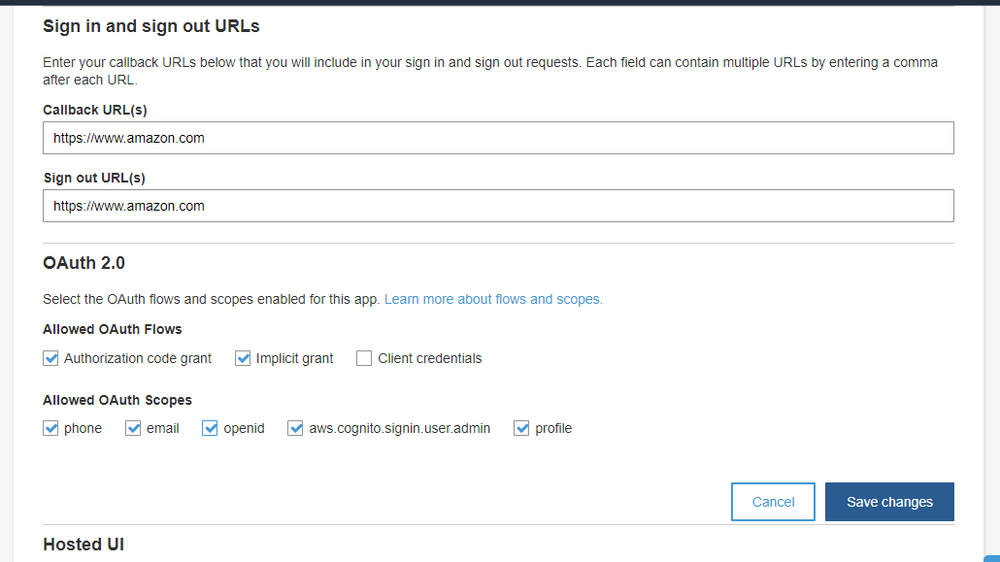 Sign in and sign out URLs
Enter your callback URLs below that you will include in your sign in and sign out requests. Each field can contain multiple URLs by entering a comma
after each URL.
Callback URL(s)
https://www.amazon.com
Sign out URL(s)
https://www.amazon.com
OAuth 2.0
Select the OAuth flows and scopes enabled for this app. Learn more about flows and scopes.
Allowed OAuth Flows
Authorization code grant Implicit grant Client credentials
Allowed OAuth Scopes
phone email openid aws.cognito.signin.user.admin profile
Cancel Save changes
Hosted UI